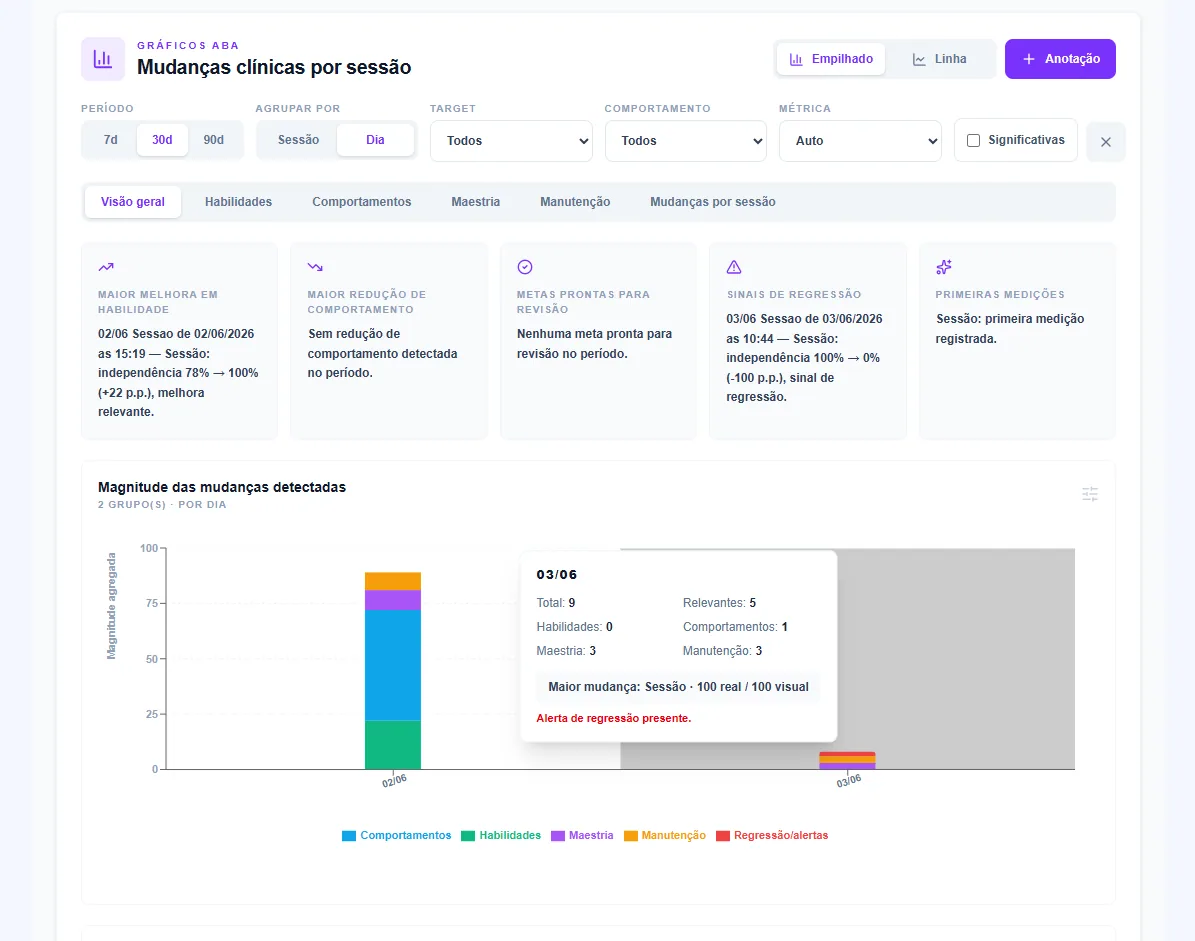 GRÁFICOS ABA
Mudanças clínicas por sessão
Empilhado
Linha
Anotação
PERÍODO
AGRUPAR POR
TARGET
COMPORTAMENTO
MÉTRICA
7d
30d
90d
Sessão
Dia
Todos
Todos
Auto
Significativas
Visão geral
Habilidades
Comportamentos
Maestria
Manutenção
Mudanças por sessão
MAIOR MELHORA EM
HABILIDADE
02/06 Sessao de 02/06/2026
as 15:19 — Sessão:
independência 78% → 100%
(+22 p.p.), melhora
relevante.
MAIOR REDUÇÃO DE
COMPORTAMENTO
Sem redução de
comportamento detectada
no período.
METAS PRONTAS PARA
REVISÃO
Nenhuma meta pronta para
revisão no período.
SINAIS DE REGRESSÃO
03/06 Sessao de 03/06/2026
as 10:44 — Sessão:
independência 100% → 0%
(-100 p.p.), sinal de
regressão.
PRIMEIRAS MEDIÇÕES
Sessão: primeira medição
registrada.
Magnitude das mudanças detectadas
2 GRUPO(S) · POR DIA
Magnitude agregada
100
75
50
25
0
02/06
03/06
03/06
Total: 9
Relevantes: 5
Habilidades: 0
Comportamentos: 1
Maestria: 3
Manutenção: 3
Maior mudança: Sessão · 100 real / 100 visual
Alerta de regressão presente.
Comportamentos
Habilidades
Maestria
Manutenção
Regressão/alertas